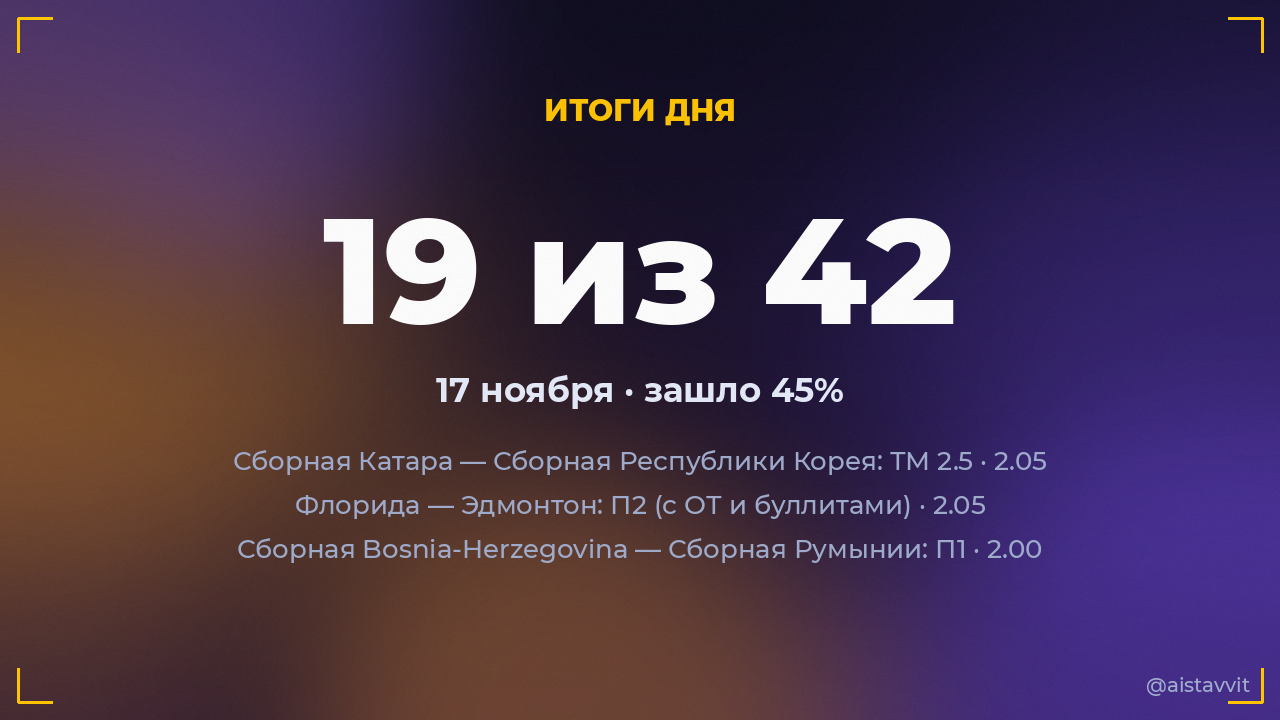 ИТОГИ ДНЯ
19 из 42
17 ноября · зашло 45%
Сборная Катара — Сборная Республики Корея: ТМ 2.5 · 2.05
Флорида — Эдмонтон: П2 (с ОТ и буллитами) · 2.05
Сборная Bosnia-Herzegovina — Сборная Румынии: П1 · 2.00
@aistavvit